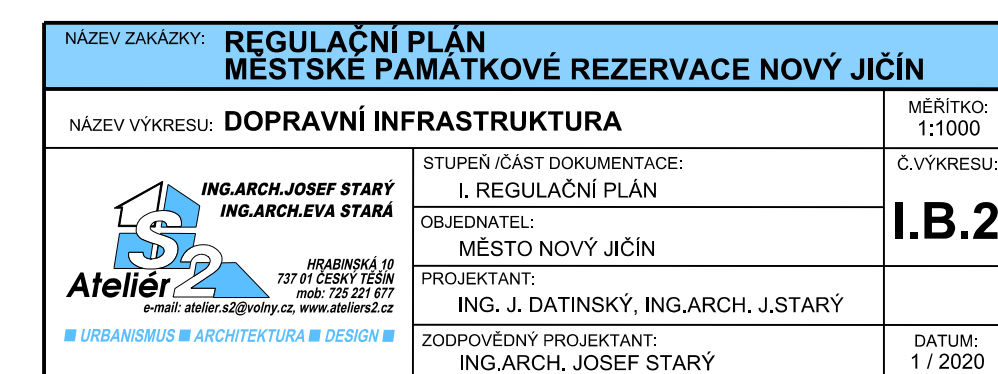 NÁZEV ZAKÁZKY: REGULAČNÍ PLÁN
MĚSTSKÉ PAMÁTKOVÉ REZERVACE NOVÝ JIČÍN
NÁZEV VÝKRESU: DOPRAVNÍ INFRASTRUKTURA
MĚŘÍTKO:
1:1000
ING.ARCH.JOSEF STARÝ
ING.ARCH.EVA STARÁ
S2
Ateliér
HRABINSKÁ 10
737 01 ČESKÝ TĚŠÍN
mob: 725 221 677
e-mail: atelier.s2@volny.cz, www.ateliers2.cz
URBANISMUS ARCHITEKTURA DESIGN
STUPEŇ /ČÁST DOKUMENTACE:
I. REGULAČNÍ PLÁN
OBJEDNATEL:
MĚSTO NOVÝ JIČÍN
PROJEKTANT:
ING. J. DATINSKÝ, ING.ARCH. J.STARÝ
ZODPOVĚDNÝ PROJEKTANT:
ING.ARCH. JOSEF STARÝ
Č.VÝKRESU:
I.B.2
DATUM:
1 / 2020